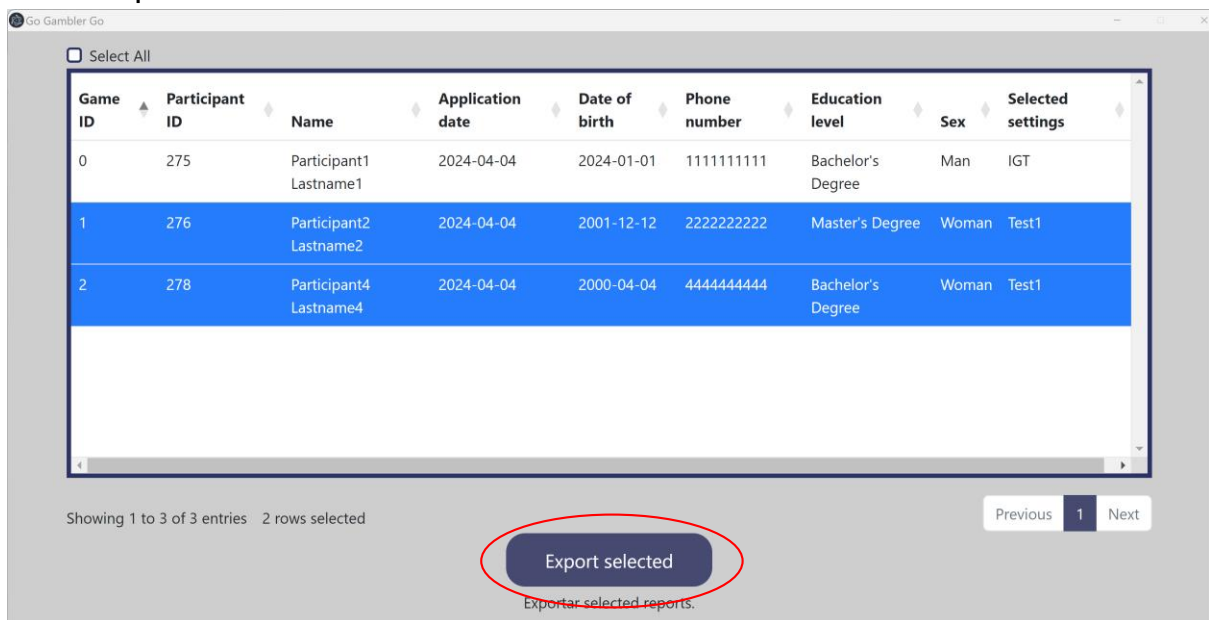 Go Gambler Go
Select All
Game ID Participant ID Name Application date Date of birth Phone number Education level Sex Selected settings
0 275 Participant1 Lastname1 2024-04-04 2024-01-01 1111111111 Bachelor's Degree Man IGT
1 276 Participant2 Lastname2 2024-04-04 2001-12-12 2222222222 Master's Degree Woman Test1
2 278 Participant4 Lastname4 2024-04-04 2000-04-04 4444444444 Bachelor's Degree Woman Test1
Showing 1 to 3 of 3 entries 2 rows selected
Previous 1 Next
Export selected
Exportar selected reports.